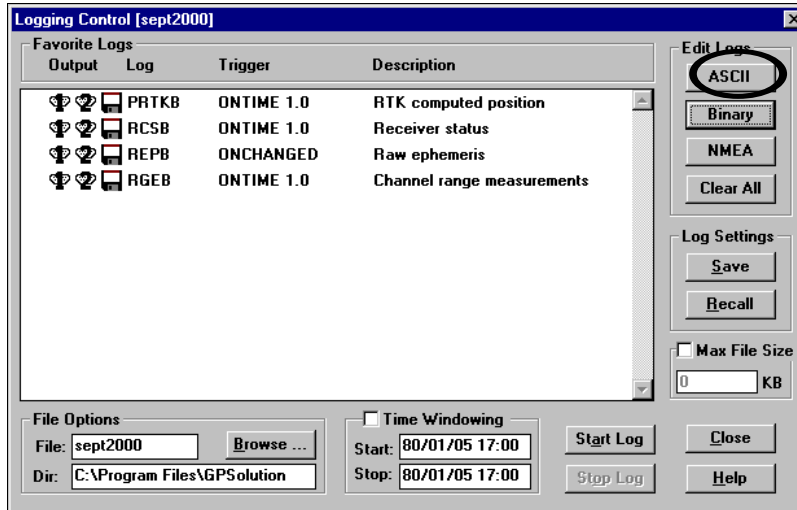 Logging Control [sept2000]
Favorite Logs
Output Log Trigger Description
PRTKB ONTIME 1.0 RTK computed position
RCSB ONTIME 1.0 Receiver status
REPB ONCHANGED Raw ephemeris
RGEB ONTIME 1.0 Channel range measurements
Edit Logs
ASCII
Binary
NMEA
Clear All
Log Settings
Save
Recall
Max File Size
0 KB
File Options
File: sept2000 Browse ...
Dir: C:\Program Files\GPSolution
Time Windowing
Start: 80/01/05 17:00
Stop: 80/01/05 17:00
Start Log
Stop Log
Close
Help